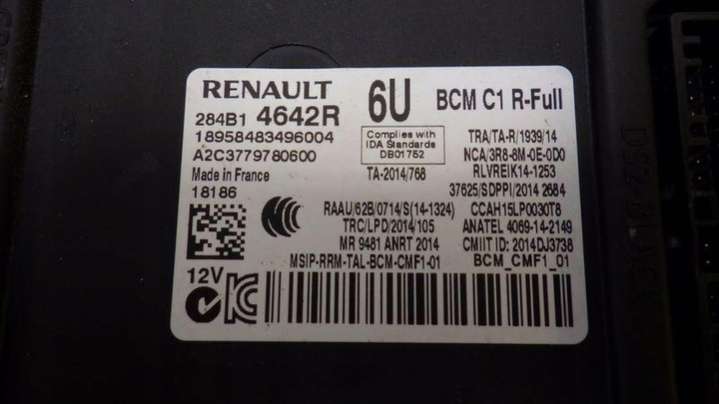 RENAULT 6U BCM C1 R-Full
284B1 4642R
18958483496004
A2C3779780600
Made in France
18186
Complies with
IDA Standards
DB01752
TA-2014/768
TRA/TA-R/1939/14
NCA/3R8-6M-0E-0D0
RLVREIK14-1253
37625/SDPPI/2014 2684
RAAU/62B/0714/S(14-1324) CCAH15LP0030T8
TRC/LPD/2014/105 ANATEL 4069-14-2149
MR 9481 ANRT 2014 CMIIT ID: 2014DJ3738
MSIP-RRM-TAL-BCM-CMF1-01 BCM_CMF1_01
12V